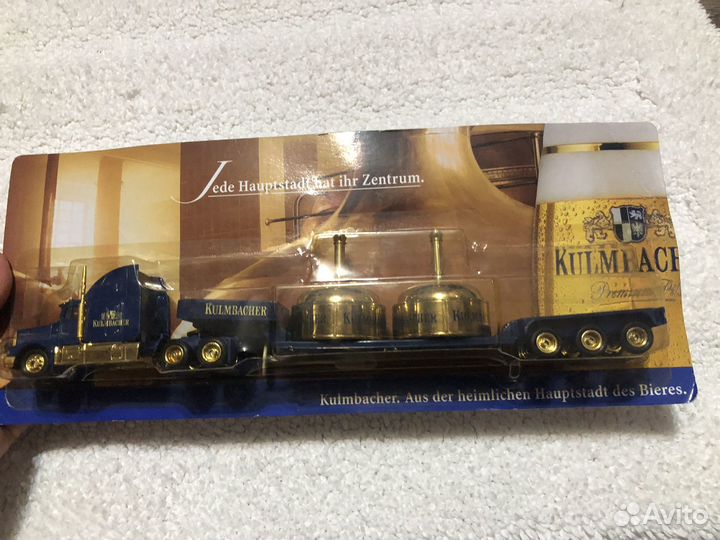 Jede Hauptstadt hat ihr Zentrum.
KULMBACHER
KULMBACHER
KULMBACHER
Kulmbacher. Aus der heimlichen Hauptstadt des Bieres.
Avito